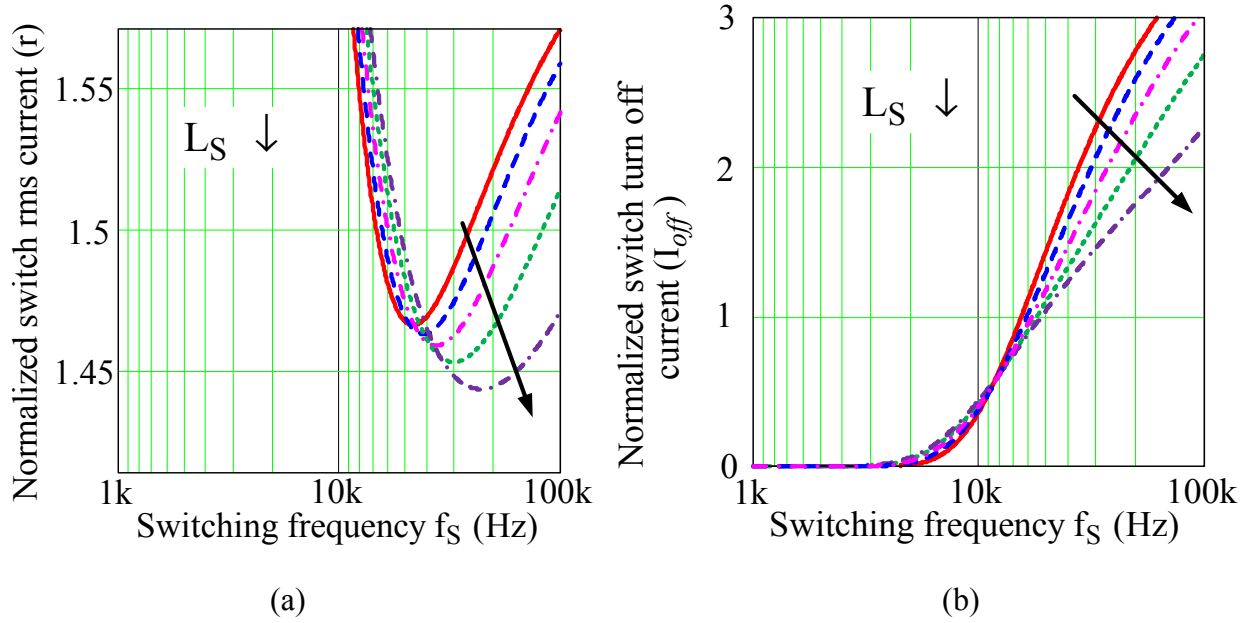 Normalized switch rms current (r)
1.55
1.5
1.45
L_S ↓
1k
10k
100k
Switching frequency f_S (Hz)
(a)
Normalized switch turn off
current (I_off)
3
2
1
0
L_S ↓
1k
10k
100k
Switching frequency f_S (Hz)
(b)